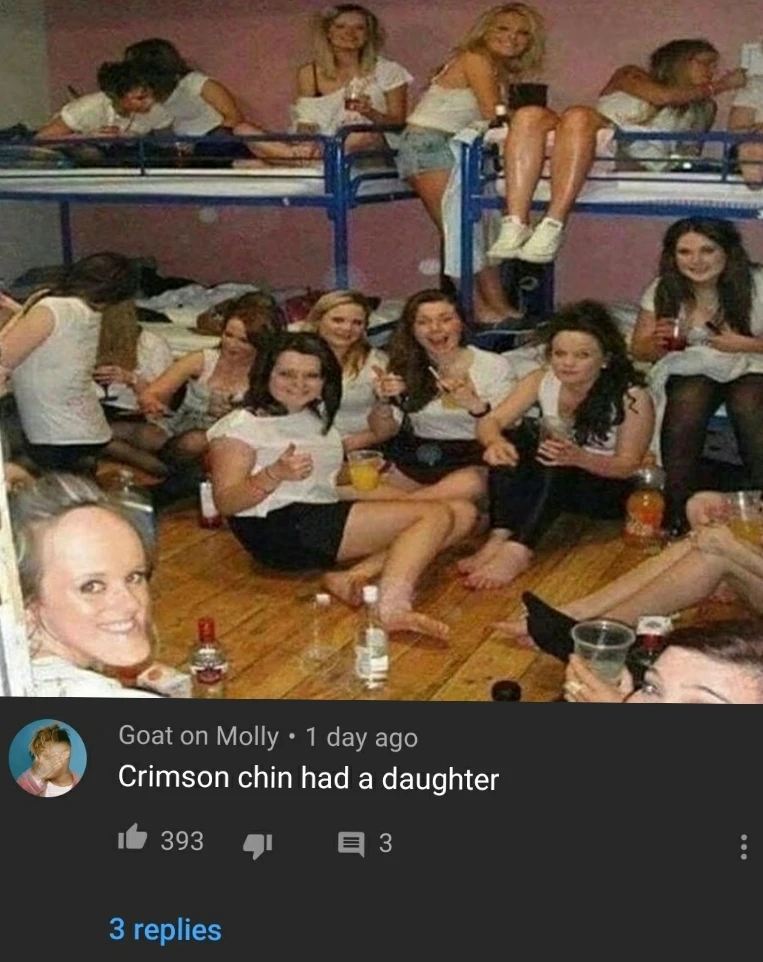 Goat on Molly • 1 day ago
Crimson chin had a daughter
393
3
3 replies